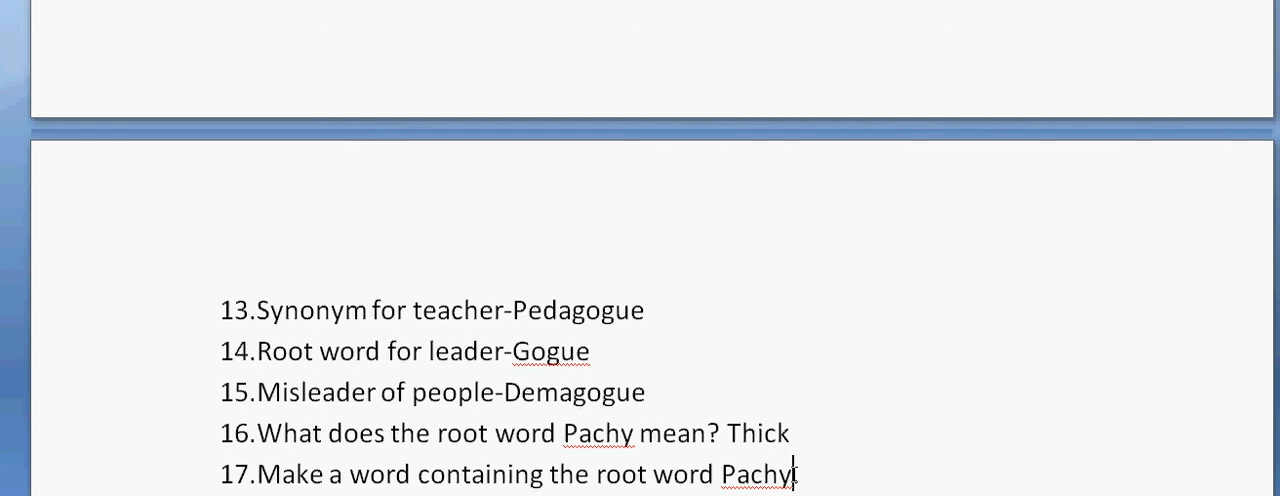 13.Synonym for teacher-Pedagogue
14.Root word for leader-Gogue
15.Misleader of people-Demagogue
16.What does the root word Pachy mean? Thick
17.Make a word containing the root word Pachy